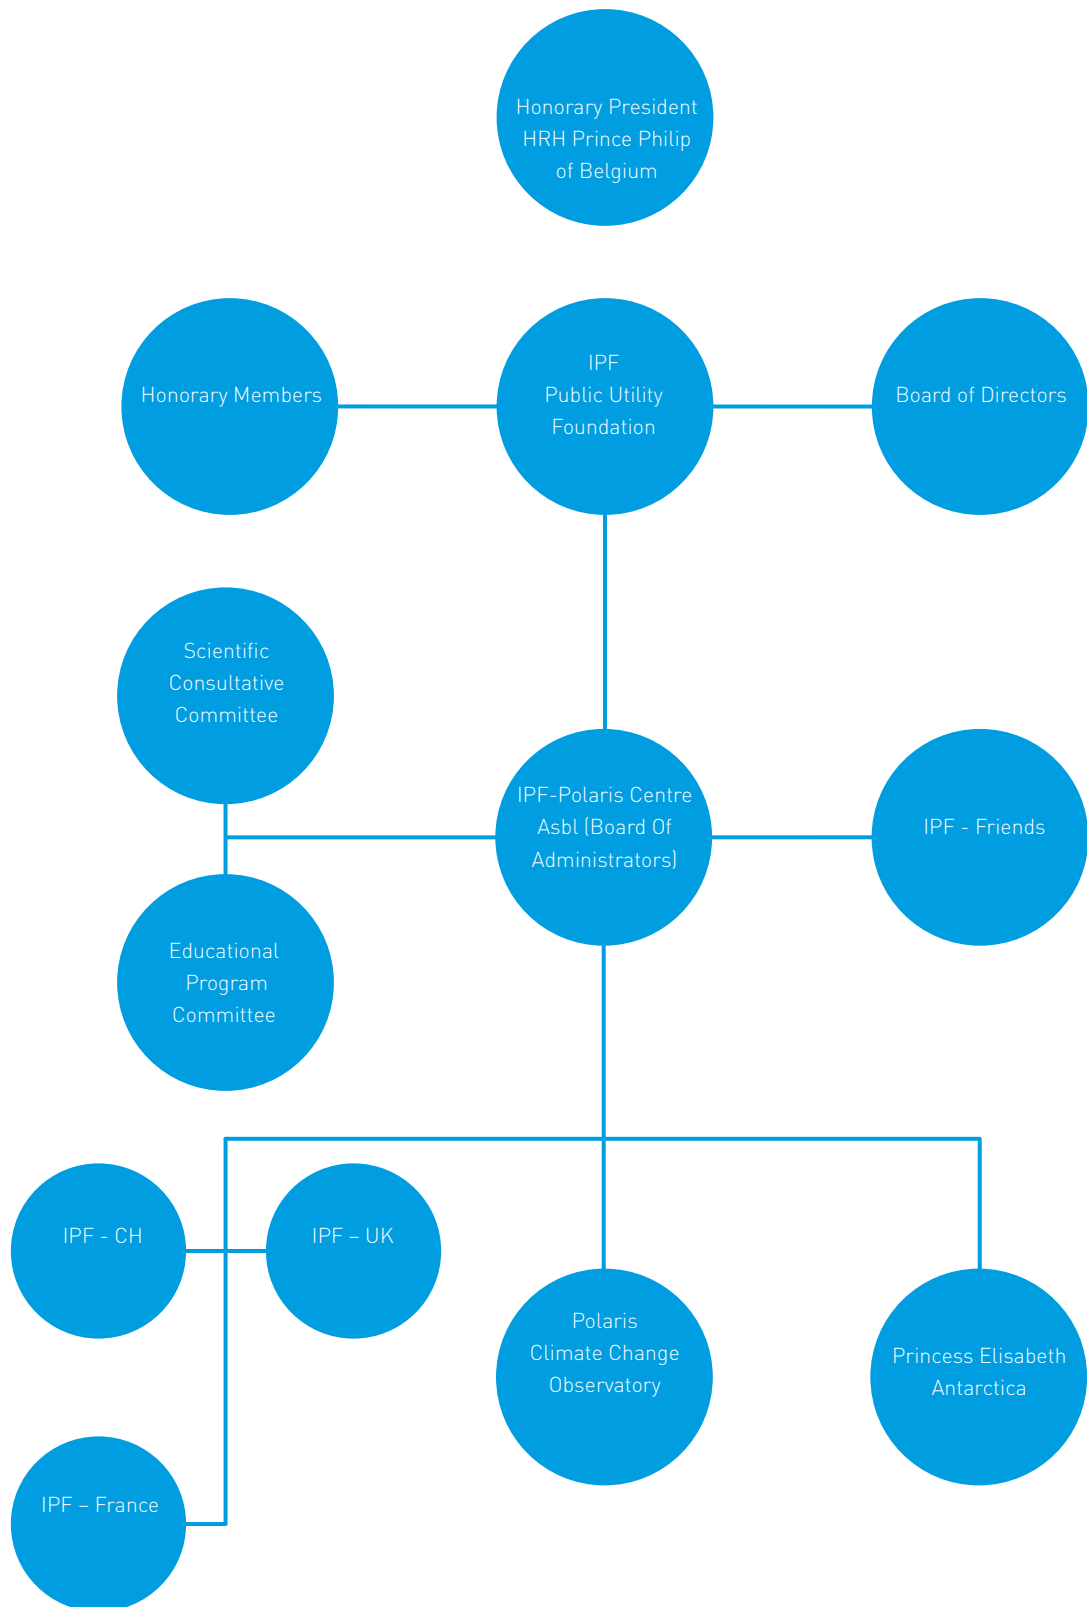 Honorary President
HRH Prince Philip
of Belgium
Honorary Members
IPF
Public Utility
Foundation
Board of Directors
Scientific
Consultative
Committee
IPF-Polaris Centre
Asbl (Board Of
Administrators)
IPF - Friends
Educational
Program
Committee
IPF - CH
IPF – UK
Polaris
Climate Change
Observatory
Princess Elisabeth
Antarctica
IPF – France